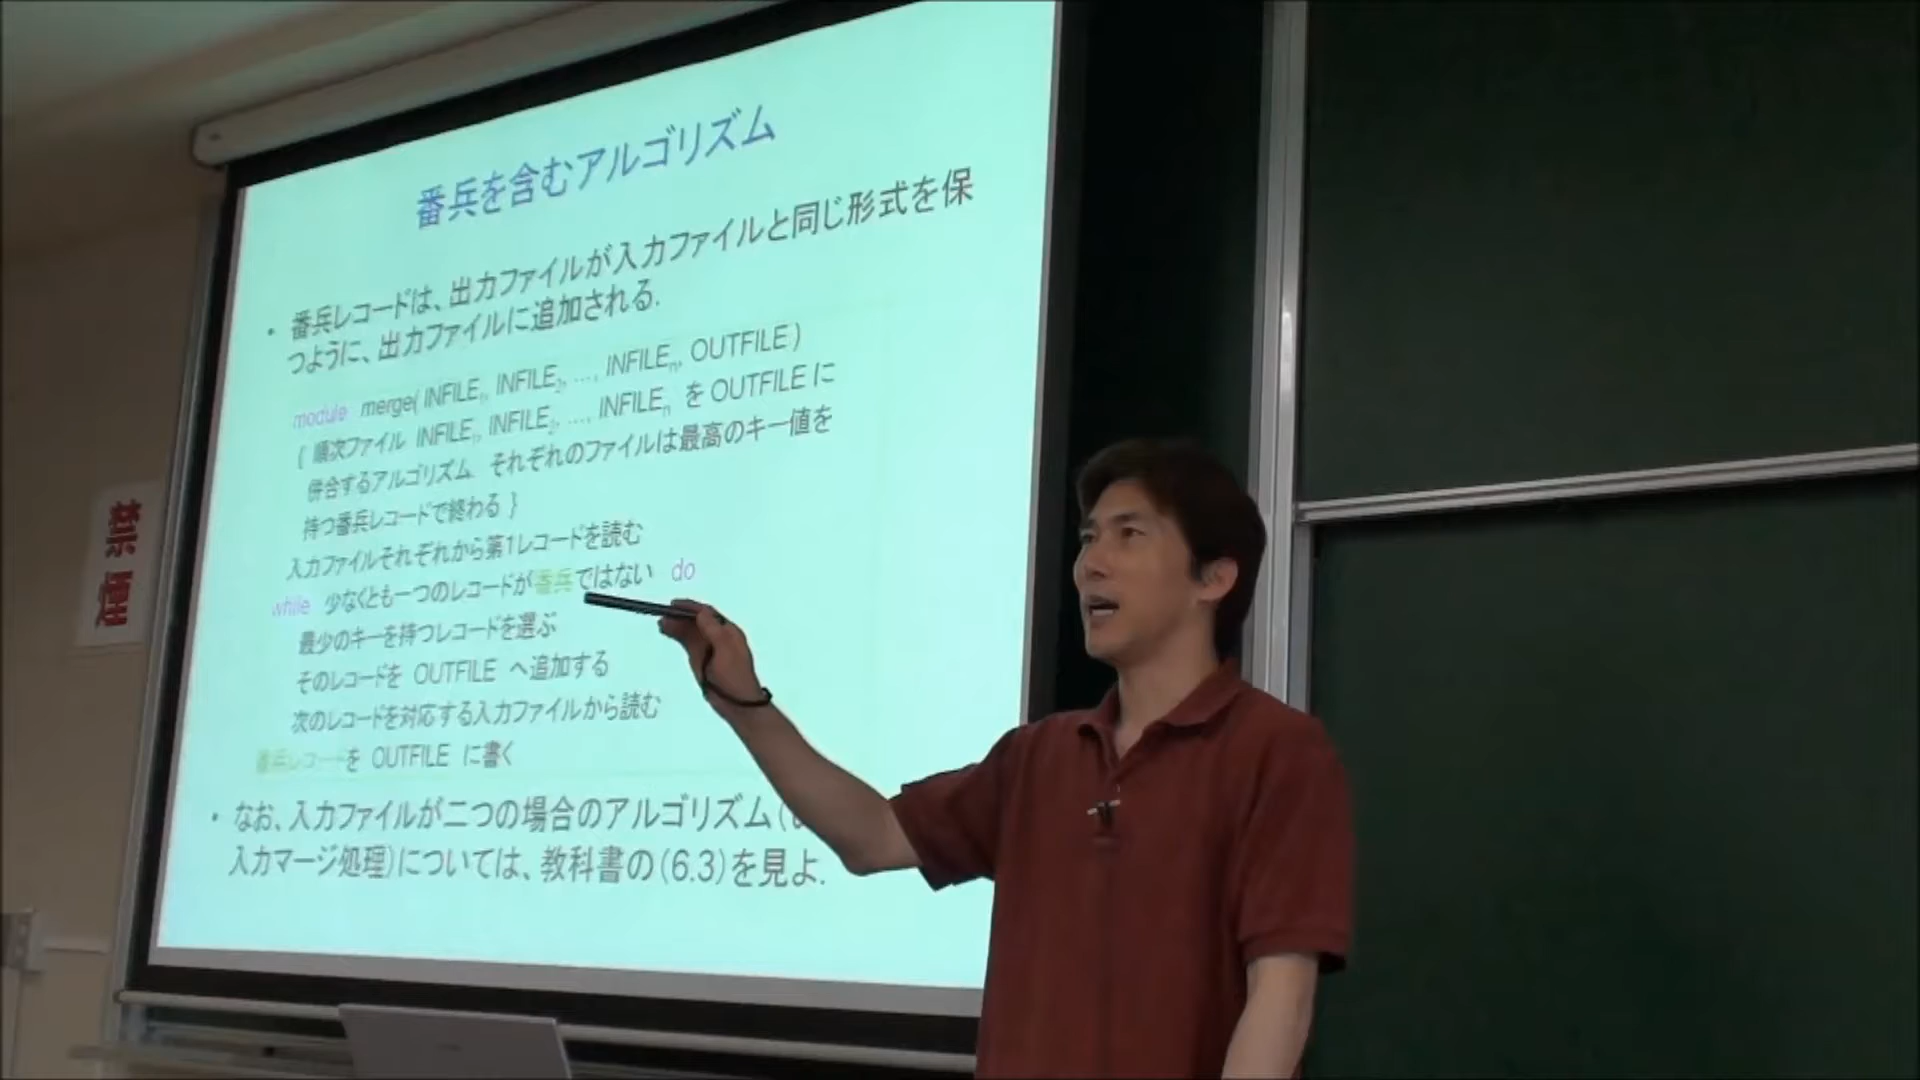 番兵を含むアルゴリズム
• 番兵レコードは、出力ファイルが入力ファイルと同じ形式を保
つように、出力ファイルに追加される.
module merge( INFILE1, INFILE2, …, INFILEn, OUTFILE )
{ 順次ファイル INFILE1, INFILE2, …, INFILEn を OUTFILE に
併合するアルゴリズム. それぞれのファイルは最高のキー値を
持つ番兵レコードで終わる }
入力ファイルそれぞれから第1レコードを読む
while 少なくとも一つのレコードが番兵ではない do
最少のキーを持つレコードを選ぶ
そのレコードを OUTFILE へ追加する
次のレコードを対応する入力ファイルから読む
番兵レコードを OUTFILE に書く
• なお、入力ファイルが二つの場合のアルゴリズム(
入力マージ処理)については、教科書の(6.3)を見よ.
禁煙